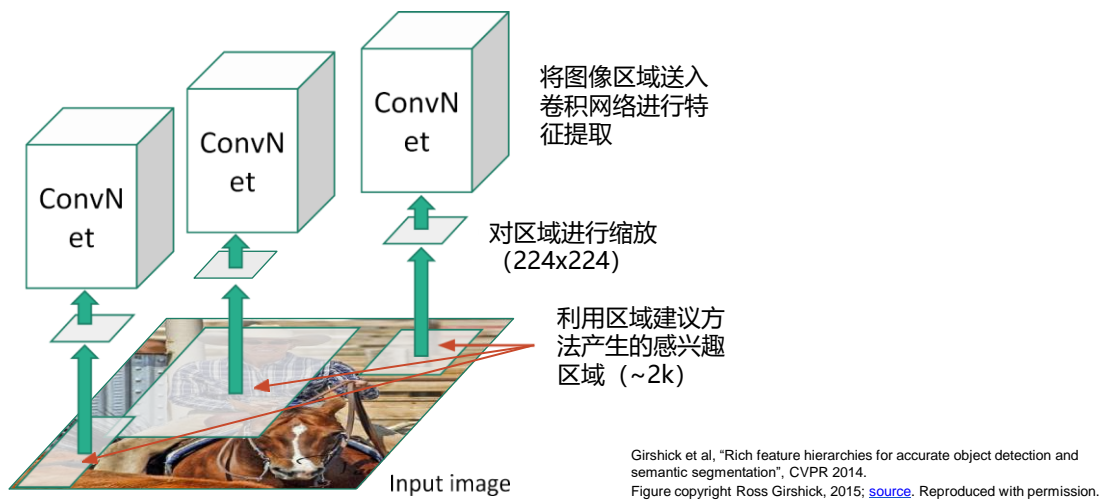 ConvN
et
ConvN
et
ConvN
et
将图像区域送入
卷积网络进行特
征提取
对区域进行缩放
（224x224）
利用区域建议方
法产生的感兴趣
区域（~2k）
Input image
Girshick et al, “Rich feature hierarchies for accurate object detection and
semantic segmentation”, CVPR 2014.
Figure copyright Ross Girshick, 2015; source. Reproduced with permission.